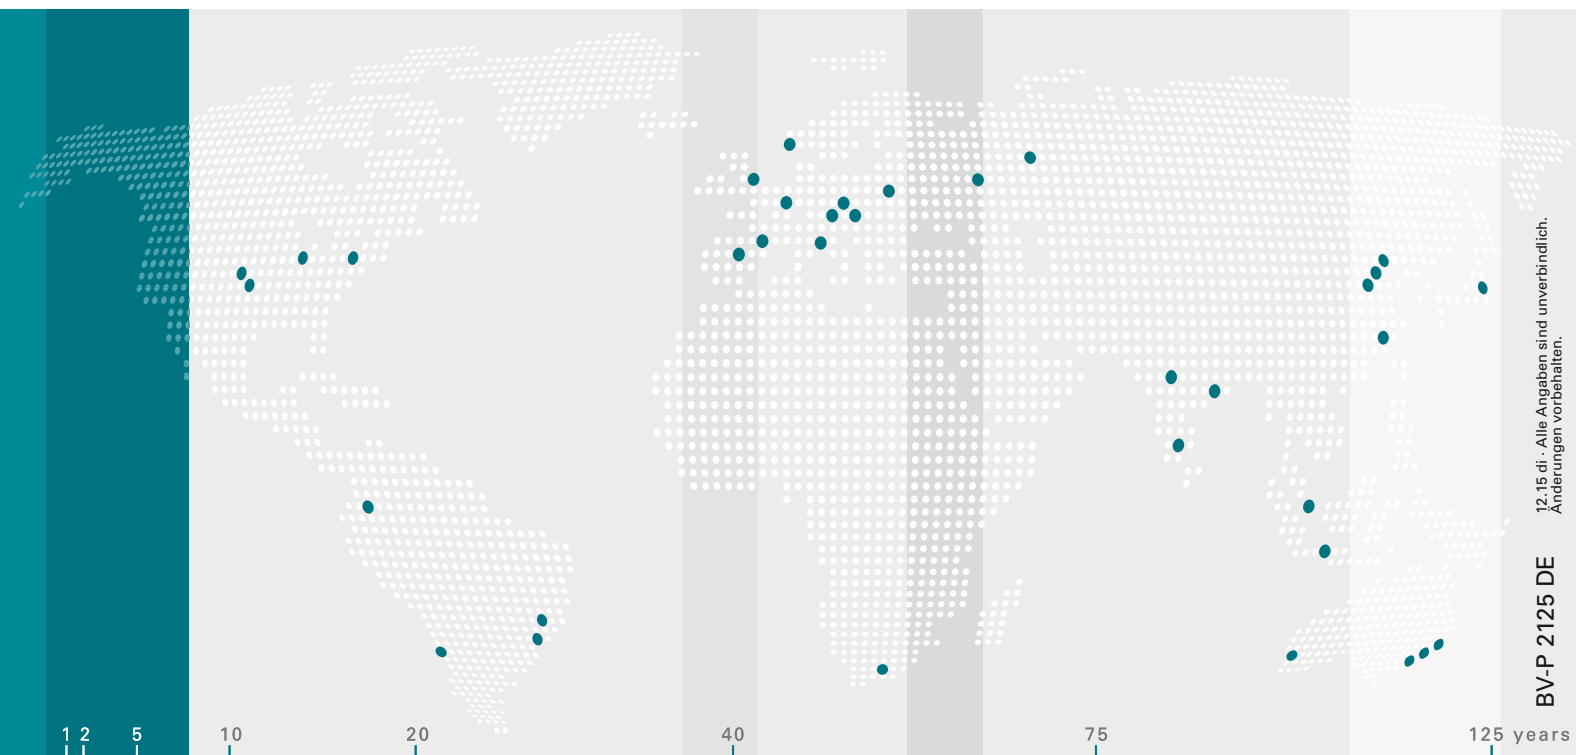 12.15 di · Alle Angaben sind unverbindlich.
Änderungen vorbehalten.
BV-P 2125 DE
1 2 5 10 20 40 75 125 years